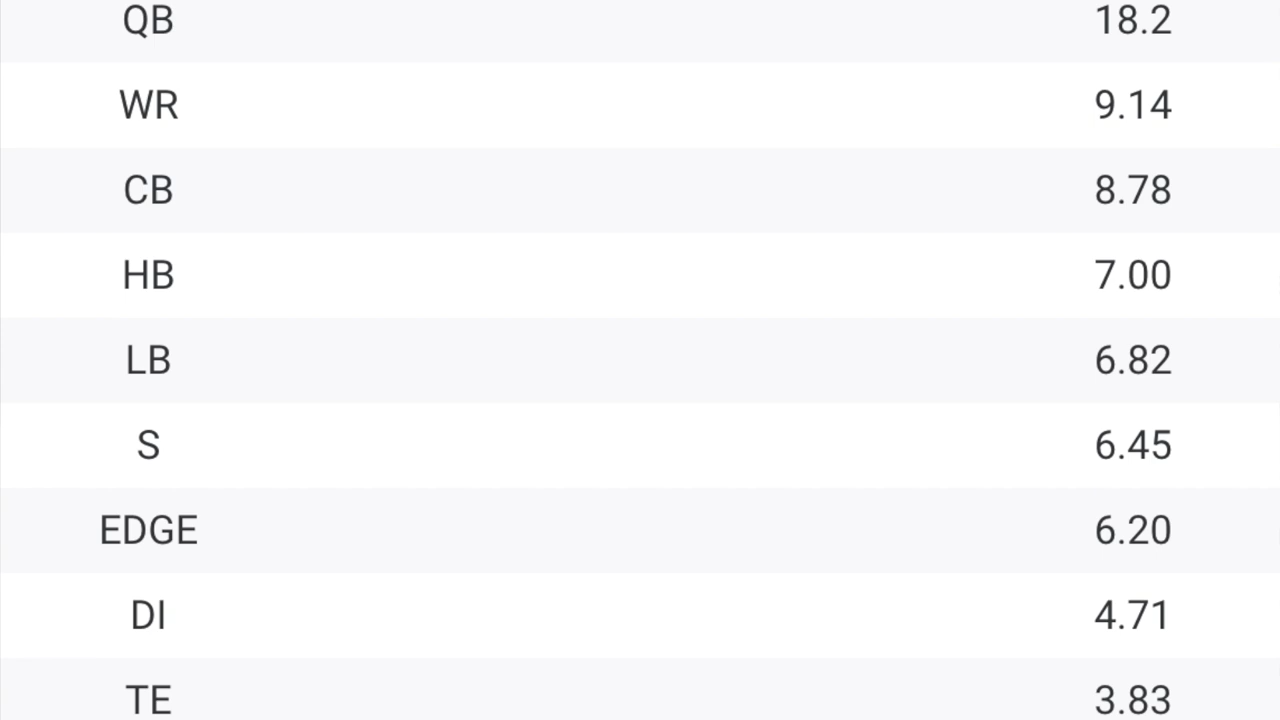 QB 18.2
WR 9.14
CB 8.78
HB 7.00
LB 6.82
S 6.45
EDGE 6.20
DI 4.71
TE 3.83